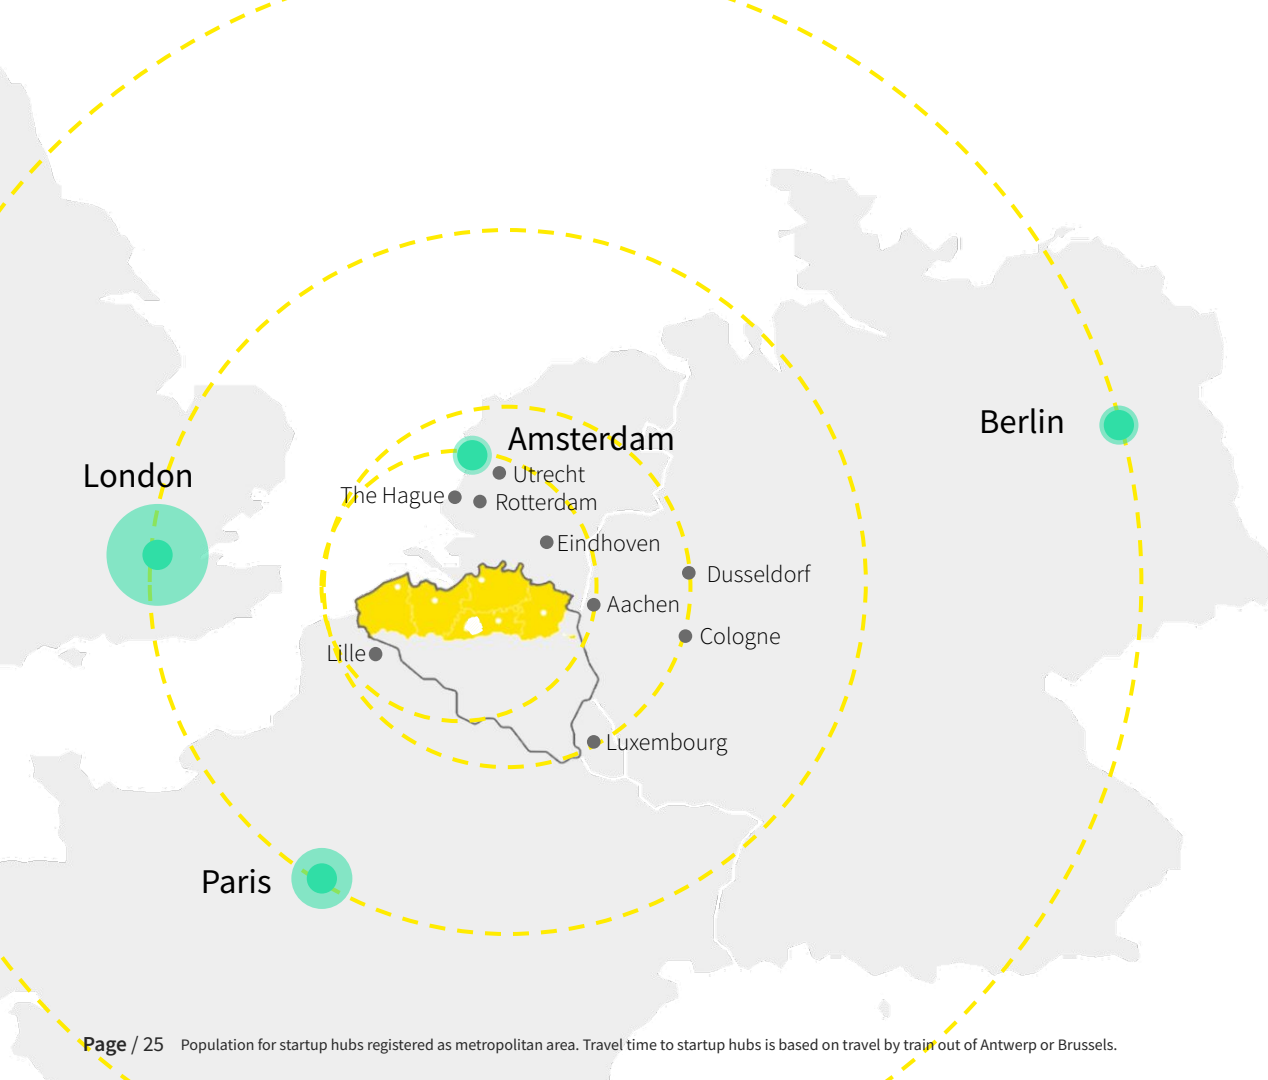 Amsterdam
Berlin
London
Utrecht
The Hague
Rotterdam
Eindhoven
Dusseldorf
Aachen
Cologne
Lille
Luxembourg
Paris
Page / 25 Population for startup hubs registered as metropolitan area. Travel time to startup hubs is based on travel by train out of Antwerp or Brussels.